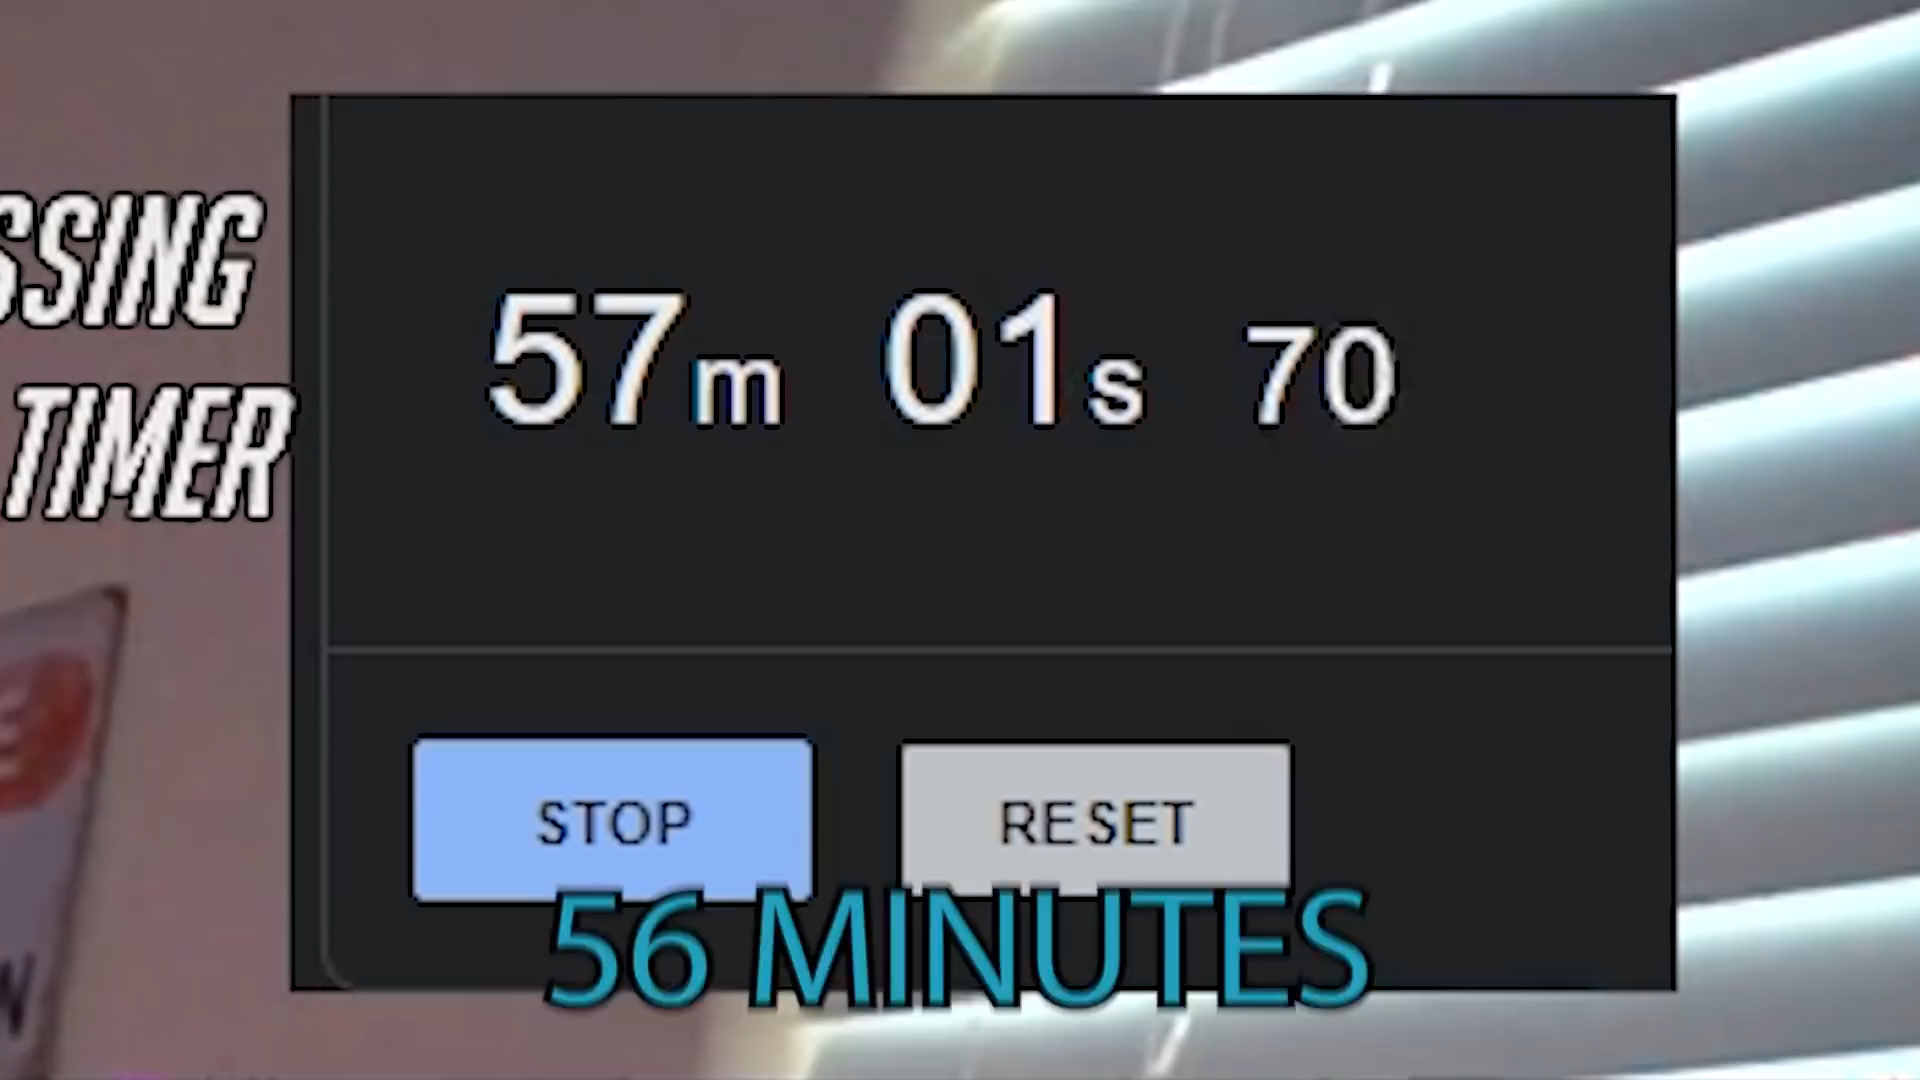 SSING
TIMER
57m 01s 70
STOP RESET
56 MINUTES